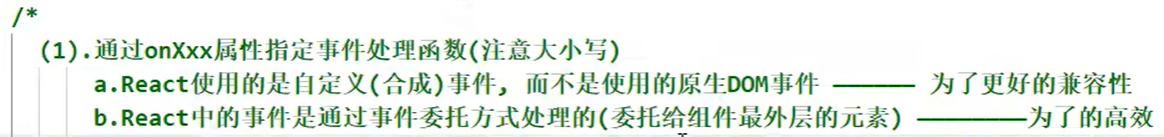 /*
(1).通过onXxx属性指定事件处理函数(注意大小写)
a.React使用的是自定义(合成)事件, 而不是使用的原生DOM事件 —————— 为了更好的兼容性
b.React中的事件是通过事件委托方式处理的(委托给组件最外层的元素) ————————为了的高效